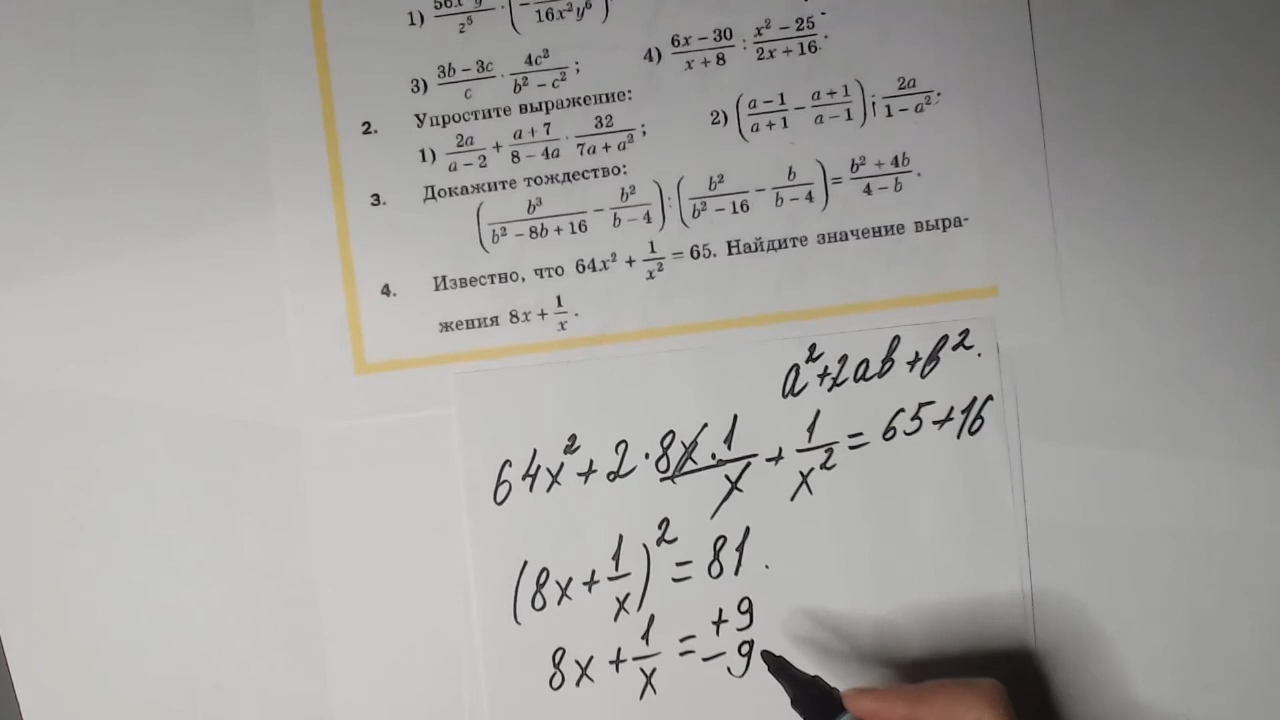 1) 56x y / 2⁵ · (− / 16x²y⁶)
3) (3b − 3c)/c · 4c²/(b² − c²);
4) (6x − 30)/(x + 8) : (x² − 25)/(2x + 16).
2. Упростите выражение:
1) 2a/(a − 2) + (a + 7)/(8 − 4a) · 32/(7a + a²);
2) ((a − 1)/(a + 1) − (a + 1)/(a − 1)) : 2a/(1 − a²);
3. Докажите тождество:
(b³/(b² − 8b + 16) − b²/(b − 4)) : (b²/(b² − 16) − b/(b − 4)) = (b² + 4b)/(4 − b).
4. Известно, что 64x² + 1/x² = 65. Найдите значение выра-
жения 8x + 1/x.
a² + 2ab + b².
64x² + 2 · 8x · 1/x + 1/x² = 65 + 16
(8x + 1/x)² = 81.
8x + 1/x = +9
−9